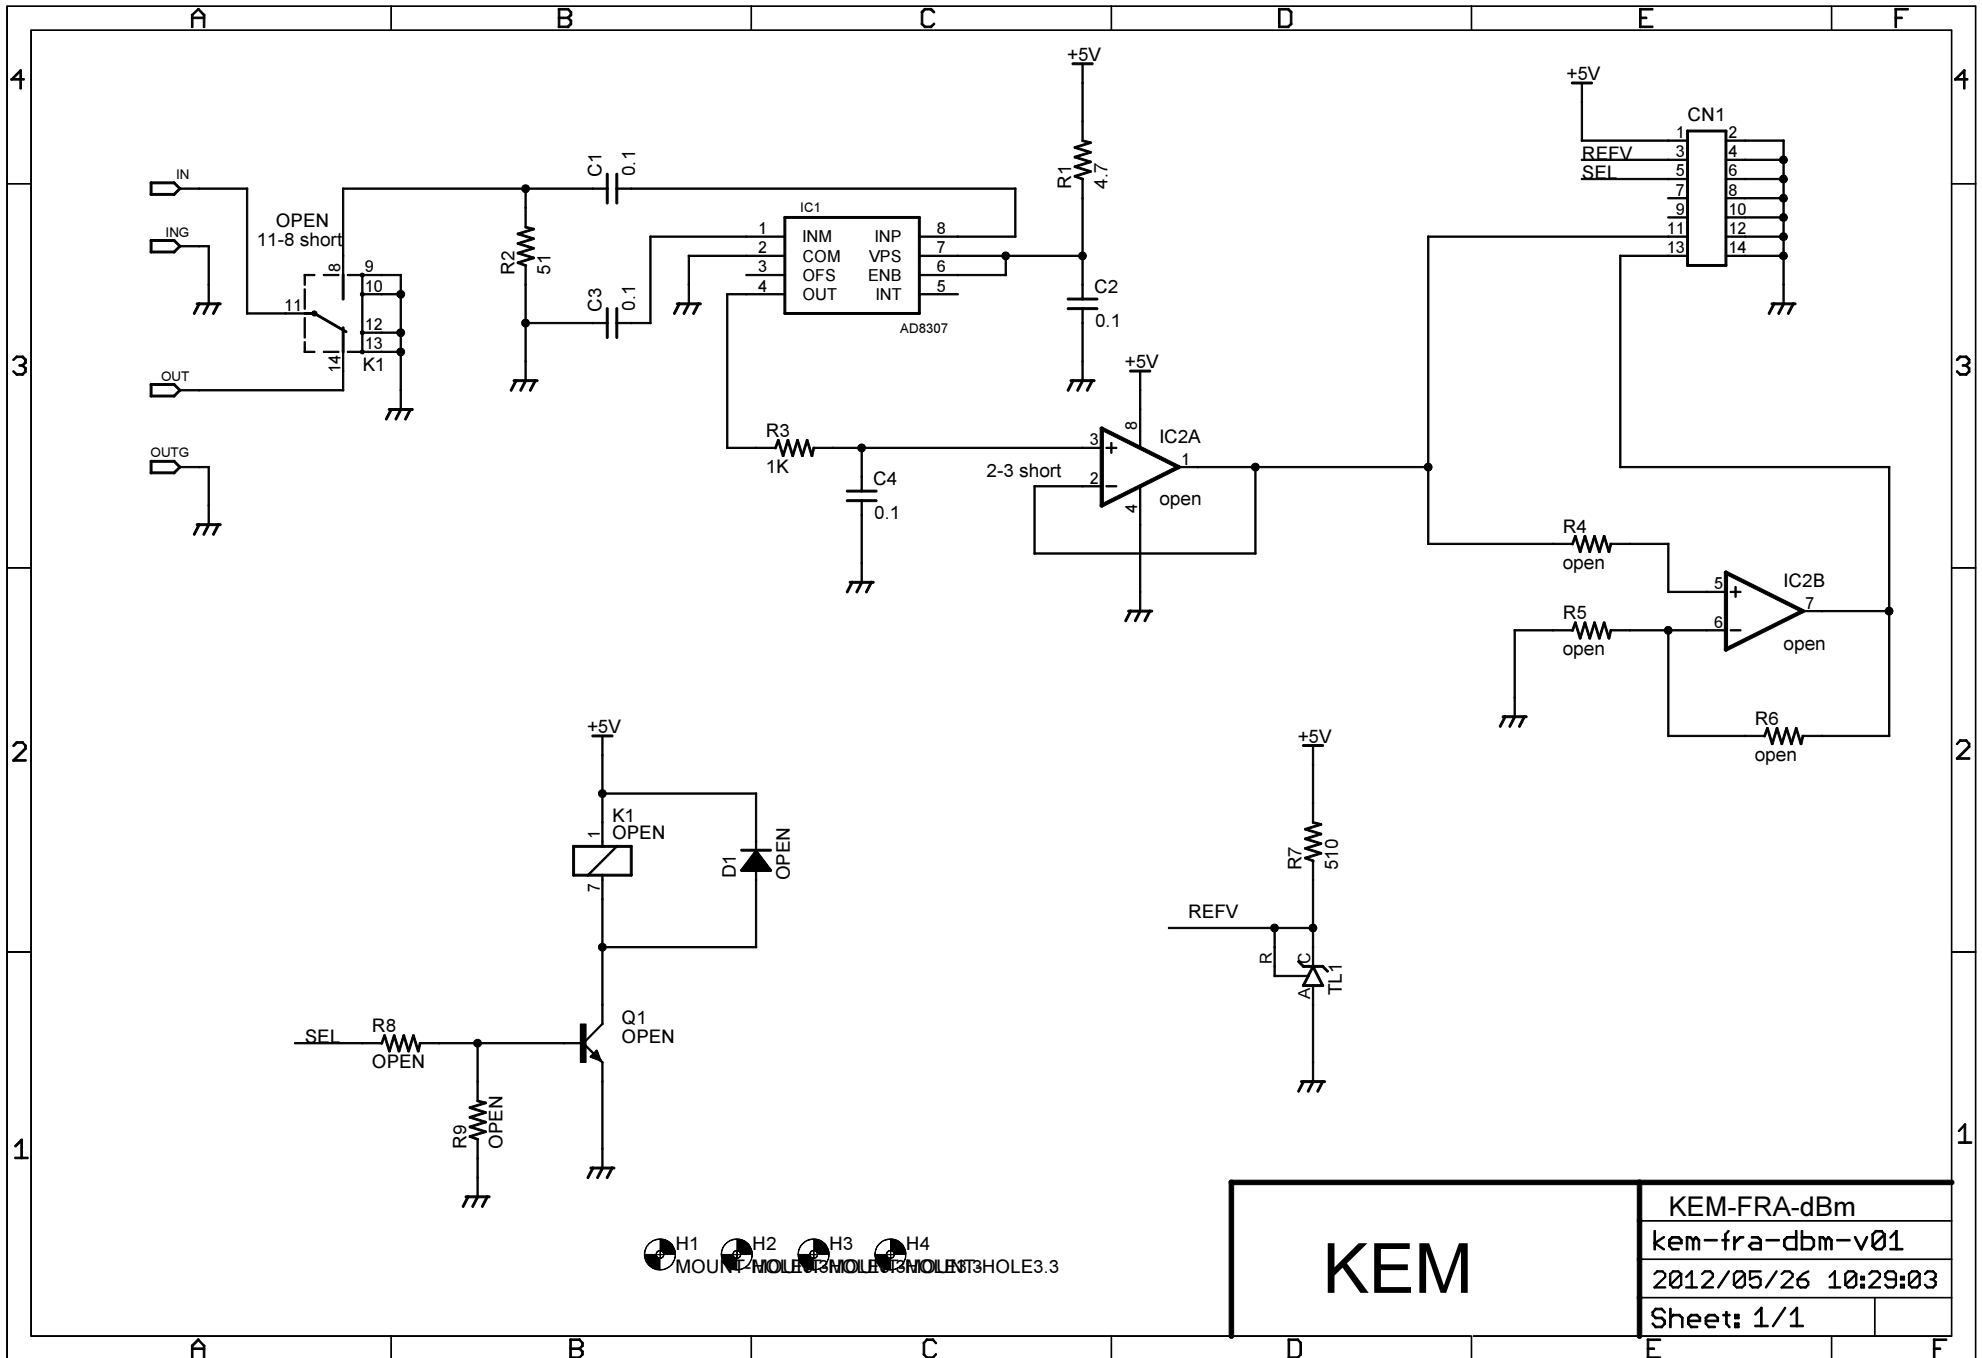 A B C D E F
4 4
3 3
2 2
1 1
IN
ING
OUT
OUTG
OPEN
11-8 short
8
9
10
11
12
13
14
K1
R2
51
C1
0.1
C3
0.1
IC1
1 INM INP 8
2 COM VPS 7
3 OFS ENB 6
4 OUT INT 5
AD8307
+5V
R1
4.7
C2
0.1
R3
1K
C4
0.1
+5V
8
IC2A
3 +
2-3 short
2 −
1
4
open
+5V
CN1
1 2
REFV 3 4
SEL 5 6
7 8
9 10
11 12
13 14
R4
open
R5
open
IC2B
5 +
6 −
7
open
R6
open
+5V
K1
OPEN
1
7
D1
OPEN
SEL
R8
OPEN
R9
OPEN
Q1
OPEN
+5V
R7
510
REFV
R
C
A
TL1
H1 H2 H3 H4
KEM
KEM-FRA-dBm
kem-fra-dbm-v01
2012/05/26 10:29:03
Sheet: 1/1
A B C D E F